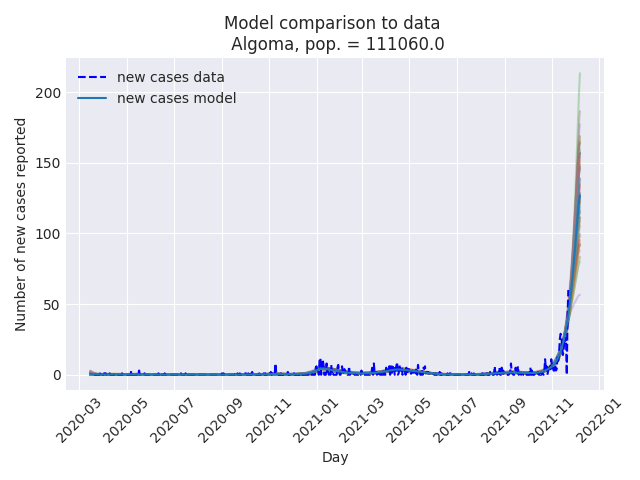 Model comparison to data
Algoma, pop. = 111060.0
new cases data
new cases model
Number of new cases reported
200
150
100
50
0
2020-03
2020-05
2020-07
2020-09
2020-11
2021-01
2021-03
2021-05
2021-07
2021-09
2021-11
2022-01
Day